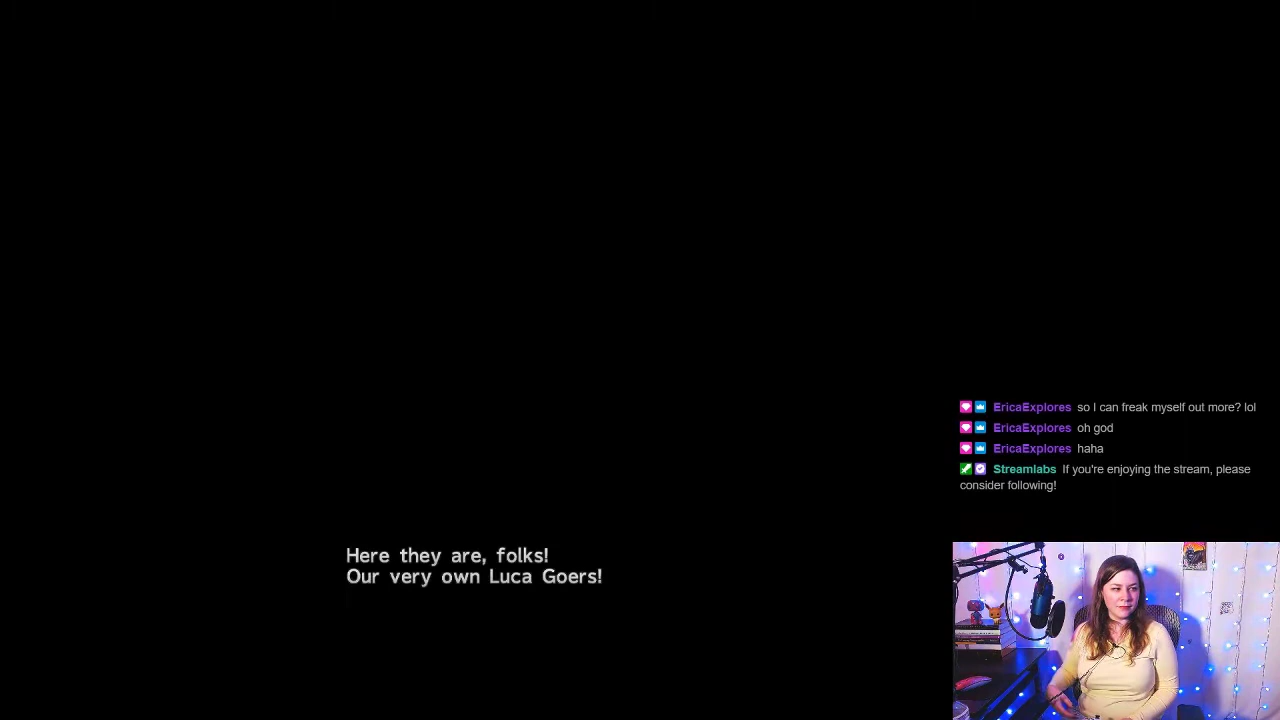 EricaExplores so I can freak myself out more? lol
EricaExplores oh god
EricaExplores haha
Streamlabs If you're enjoying the stream, please
consider following!
Here they are, folks!
Our very own Luca Goers!